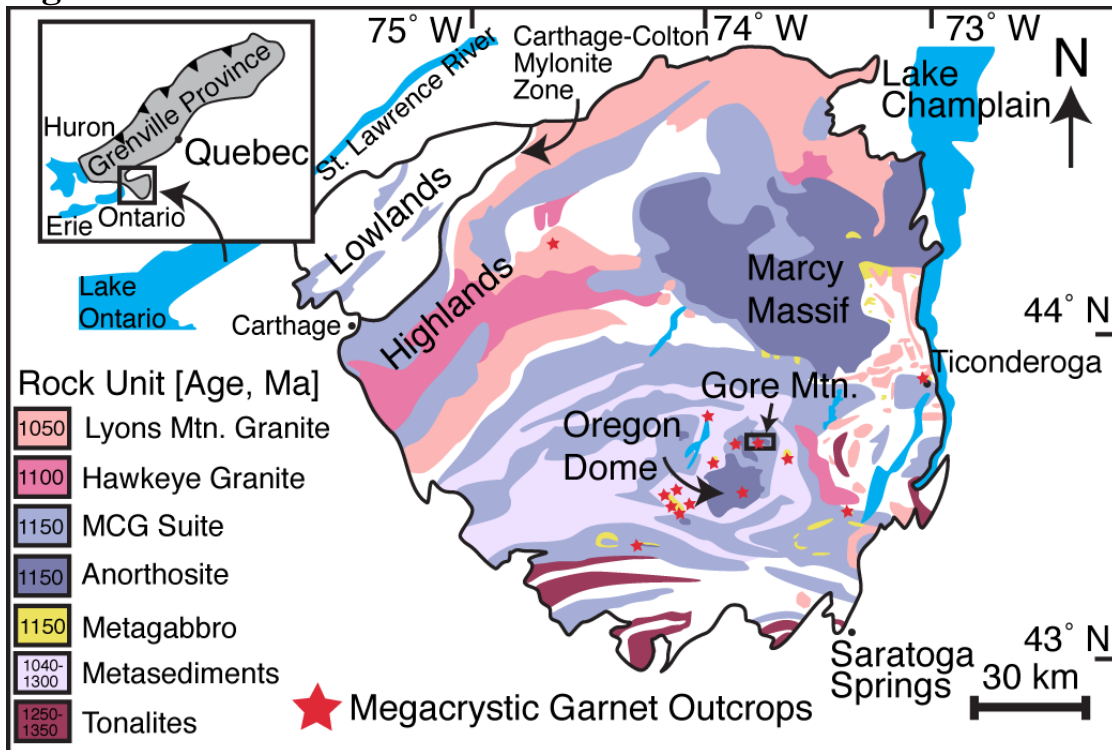 75° W
74° W
73° W
Carthage-Colton
Mylonite
Zone
N
Lake
Champlain
Huron
Grenville Province
Quebec
Ontario
Erie
St. Lawrence River
Lowlands
Highlands
Marcy
Massif
Lake
Ontario
Carthage
44° N
Ticonderoga
Gore Mtn.
Oregon
Dome
Rock Unit [Age, Ma]
1050 Lyons Mtn. Granite
1100 Hawkeye Granite
1150 MCG Suite
1150 Anorthosite
1150 Metagabbro
1040-
1300 Metasediments
1250-
1350 Tonalites
Megacrystic Garnet Outcrops
43° N
Saratoga
Springs
30 km